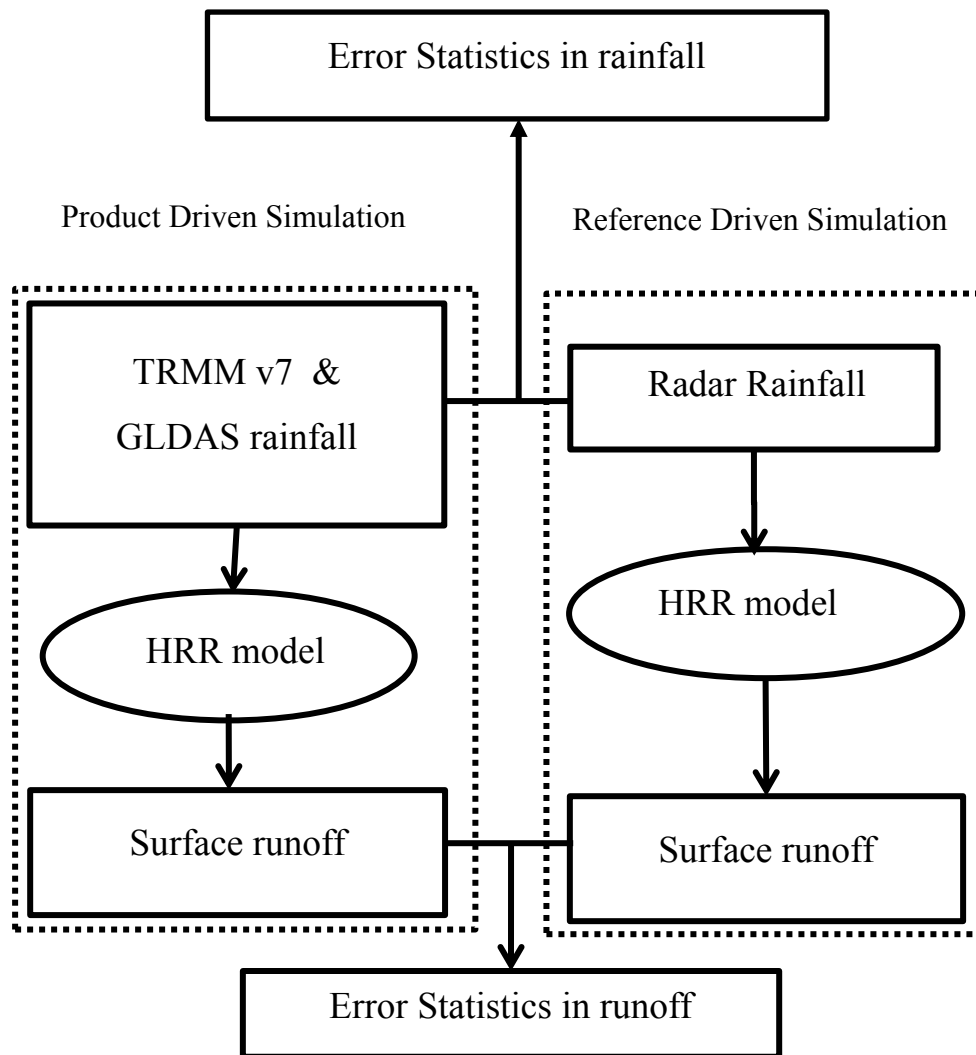 Error Statistics in rainfall
Product Driven Simulation
Reference Driven Simulation
TRMM v7 &
GLDAS rainfall
Radar Rainfall
HRR model
HRR model
Surface runoff
Surface runoff
Error Statistics in runoff